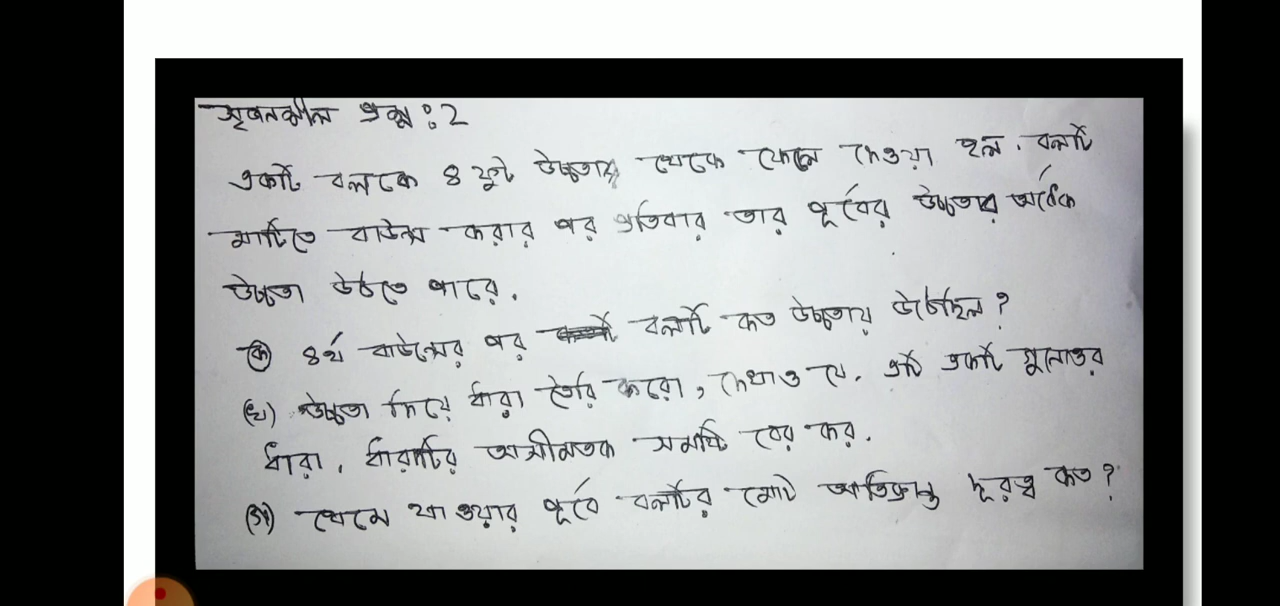 সৃজনশীল প্রশ্ন : 2
একটি বলকে ৪ ফুট উচ্চতায় থেকে ফেলে দেওয়া হল. বলটি
মাটিতে বাউন্স করার পর প্রতিবার তার পূর্বের উচ্চতার অর্ধেক
উচ্চতা উঠতে পারে.
(ক) ৪র্থ বাউন্সের পর বলটি কত উচ্চতায় উঠেছিল?
(খ) উচ্চতা দিয়ে ধারা তৈরি করো, দেখাও যে. এটি একটি গুনোত্তর
ধারা. ধারাটির অসীমতক সমষ্টি বের কর.
(গ) থেমে যাওয়ার পূর্বে বলটির মোট অতিক্রান্ত দূরত্ব কত?